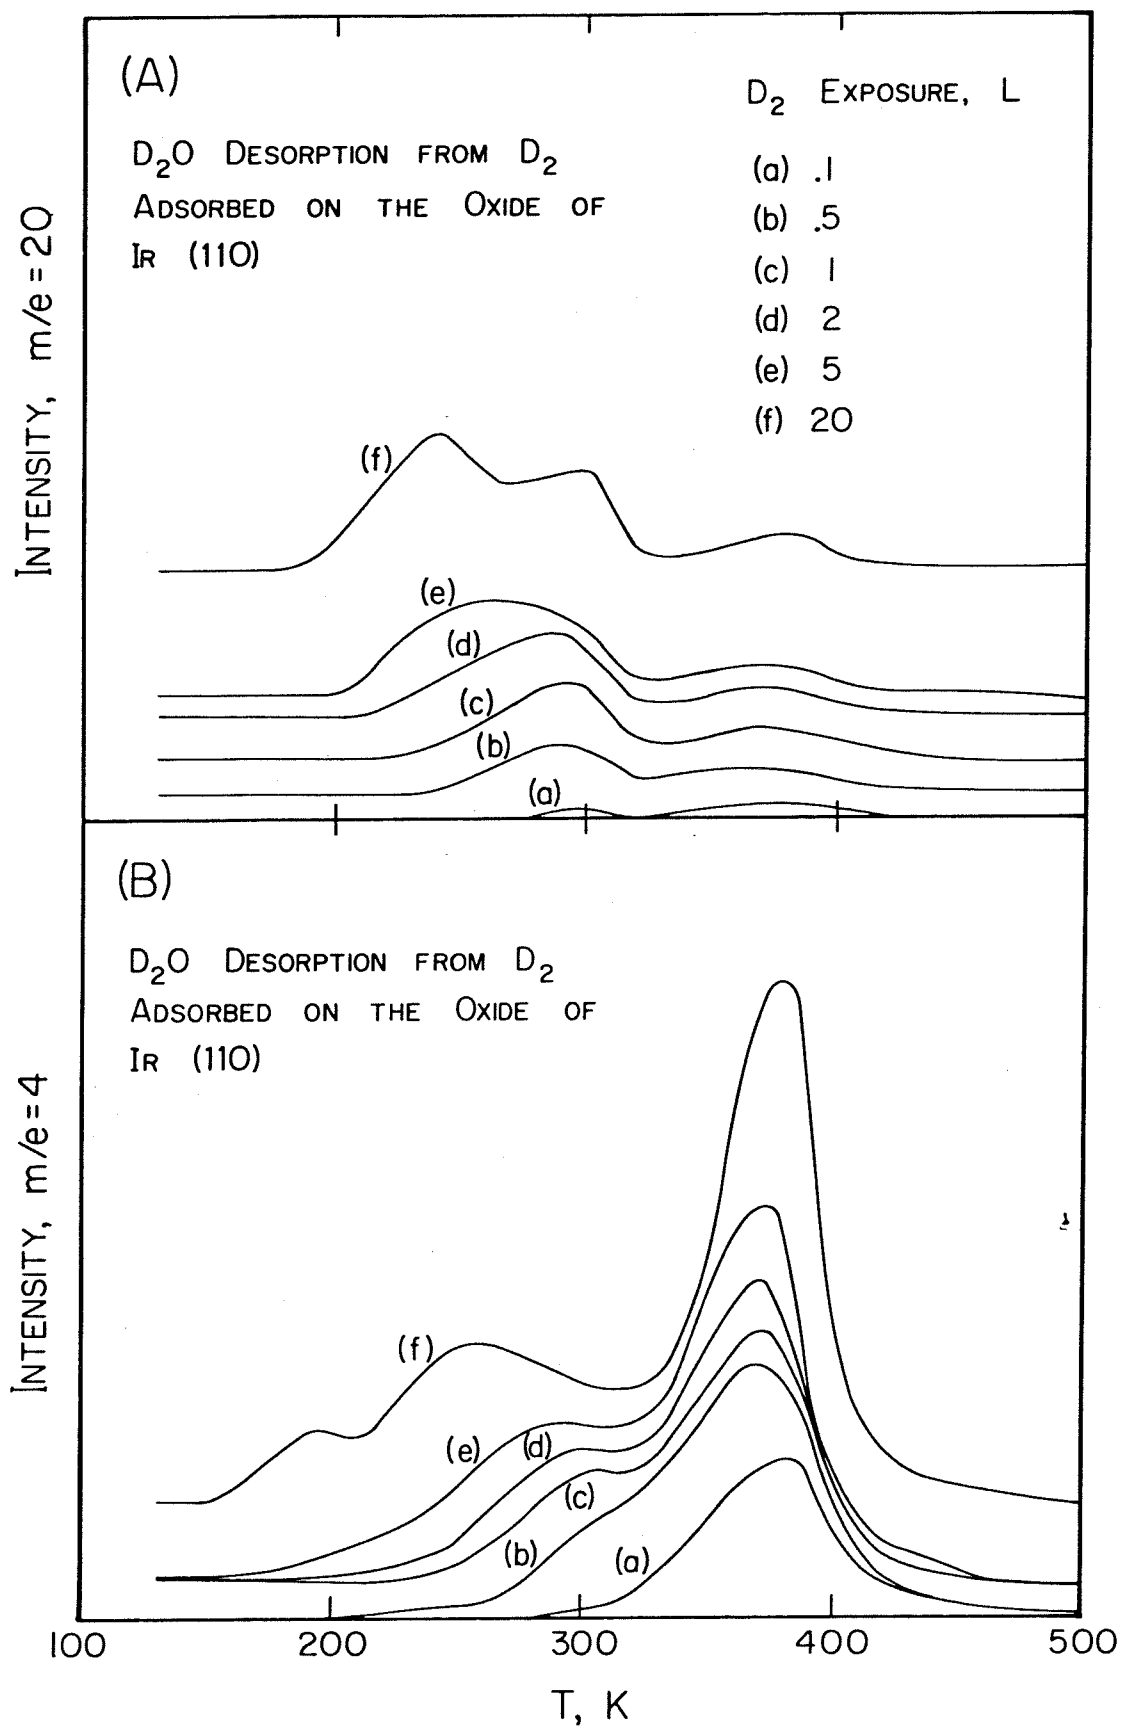 (A)
D₂O DESORPTION FROM D₂
ADSORBED ON THE OXIDE OF
IR (110)
D₂ EXPOSURE, L
(a) .1
(b) .5
(c) 1
(d) 2
(e) 5
(f) 20
INTENSITY, m/e = 20
(f)
(e)
(d)
(c)
(b)
(a)
(B)
D₂O DESORPTION FROM D₂
ADSORBED ON THE OXIDE OF
IR (110)
INTENSITY, m/e = 4
(f)
(e)
(d)
(c)
(b)
(a)
100 200 300 400 500
T, K